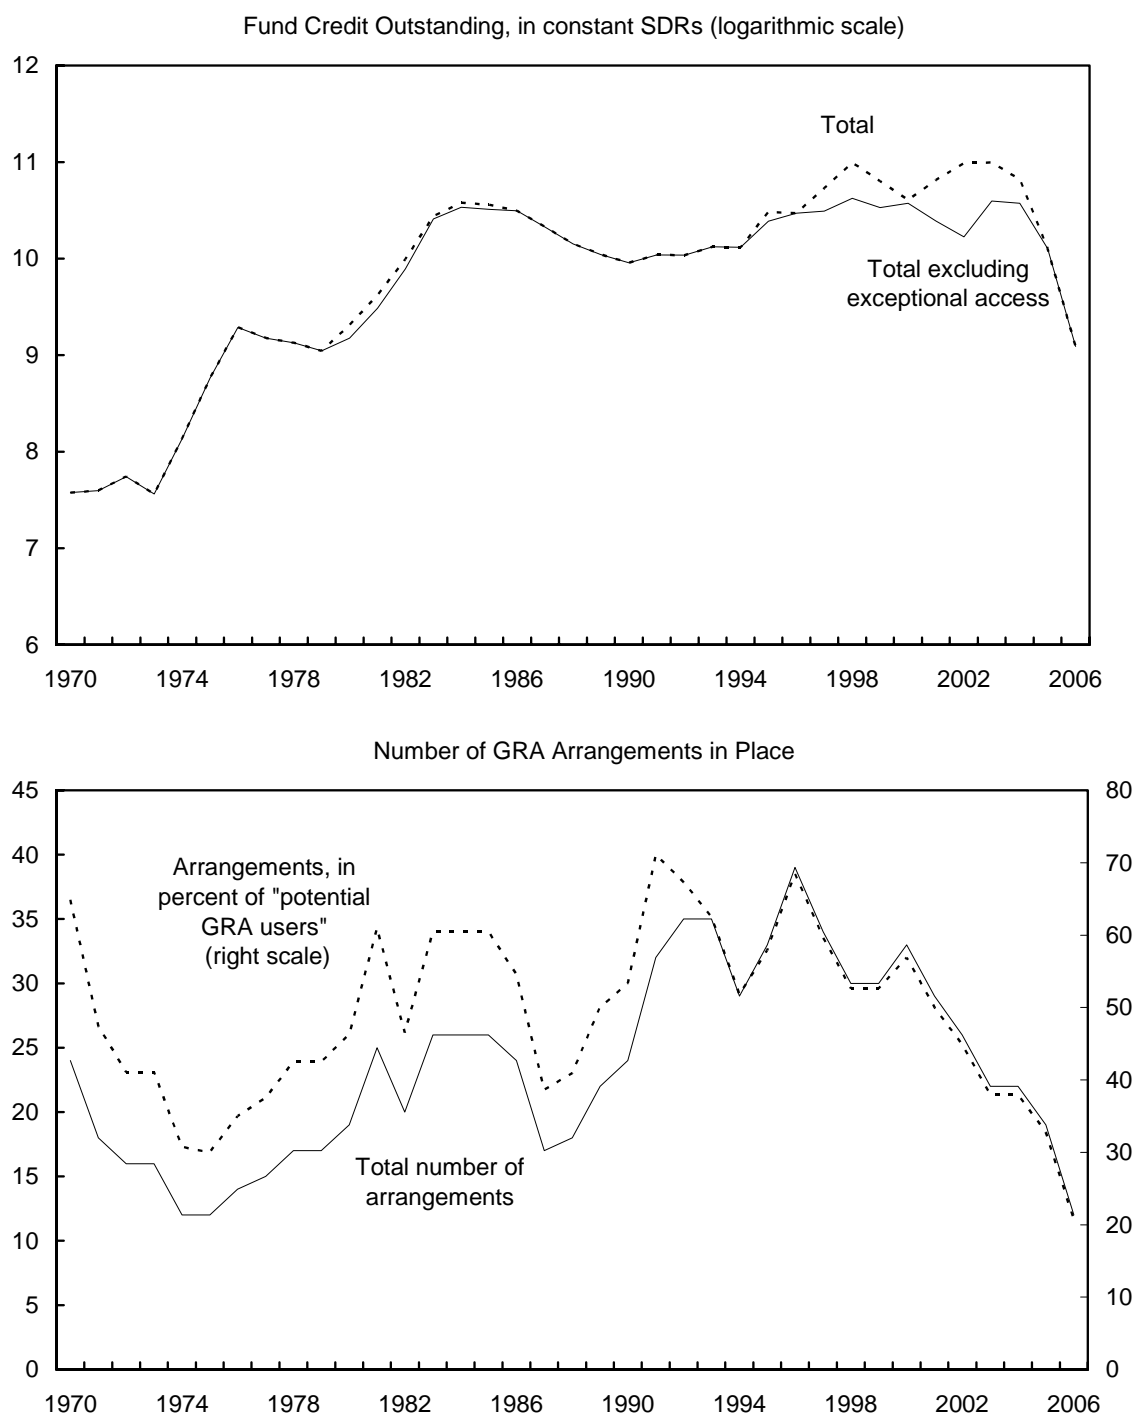 Fund Credit Outstanding, in constant SDRs (logarithmic scale)
12
11
10
9
8
7
6
Total
Total excluding
exceptional access
1970 1974 1978 1982 1986 1990 1994 1998 2002 2006
Number of GRA Arrangements in Place
45
40
35
30
25
20
15
10
5
0
Arrangements, in
percent of "potential
GRA users"
(right scale)
Total number of
arrangements
80
70
60
50
40
30
20
10
0
1970 1974 1978 1982 1986 1990 1994 1998 2002 2006